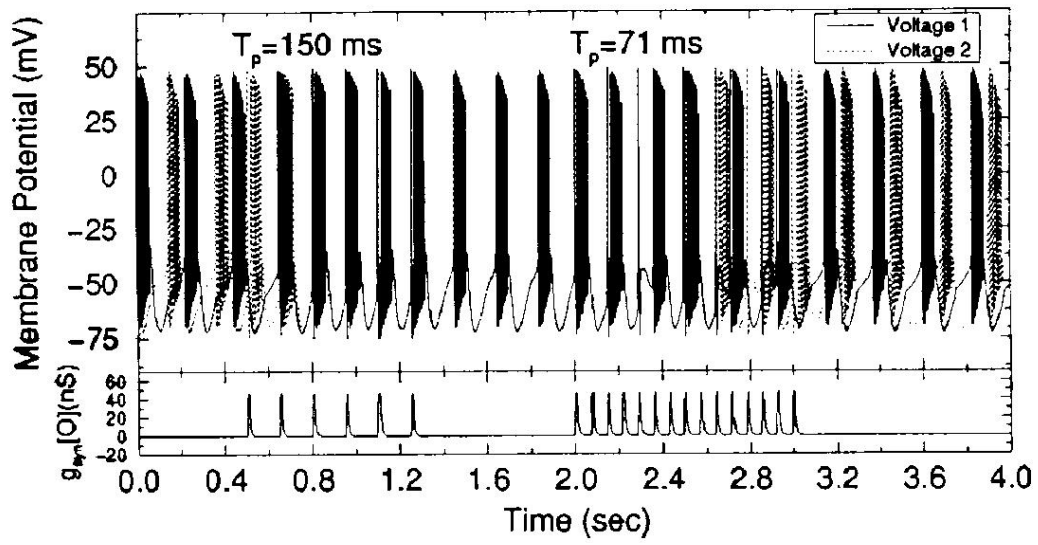 Voltage 1
Voltage 2
T_p=150 ms
T_p=71 ms
Membrane Potential (mV)
50
25
0
−25
−50
−75
g_syn[O](nS)
60
40
20
0
−20
0.0 0.4 0.8 1.2 1.6 2.0 2.4 2.8 3.2 3.6 4.0
Time (sec)